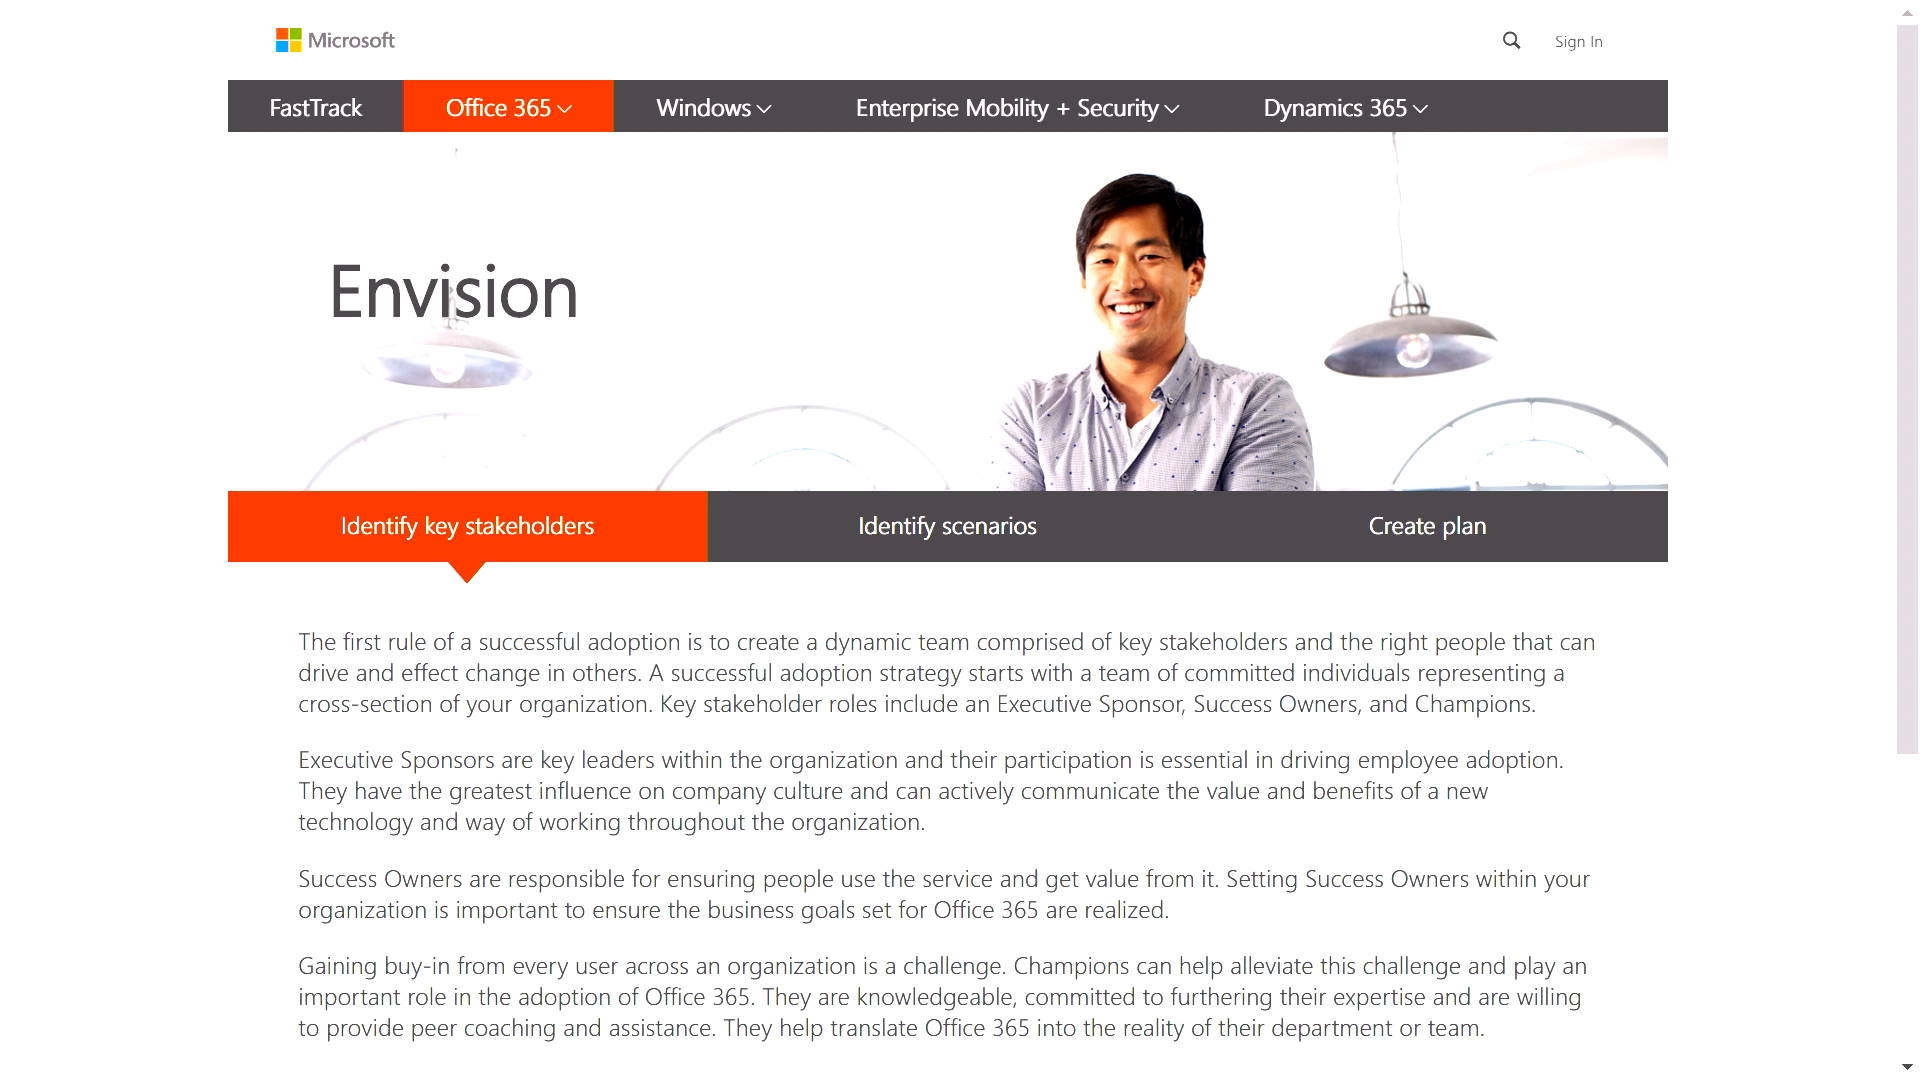 Microsoft
Sign In
FastTrack
Office 365
Windows
Enterprise Mobility + Security
Dynamics 365
Envision
Identify key stakeholders
Identify scenarios
Create plan
The first rule of a successful adoption is to create a dynamic team comprised of key stakeholders and the right people that can
drive and effect change in others. A successful adoption strategy starts with a team of committed individuals representing a
cross-section of your organization. Key stakeholder roles include an Executive Sponsor, Success Owners, and Champions.
Executive Sponsors are key leaders within the organization and their participation is essential in driving employee adoption.
They have the greatest influence on company culture and can actively communicate the value and benefits of a new
technology and way of working throughout the organization.
Success Owners are responsible for ensuring people use the service and get value from it. Setting Success Owners within your
organization is important to ensure the business goals set for Office 365 are realized.
Gaining buy-in from every user across an organization is a challenge. Champions can help alleviate this challenge and play an
important role in the adoption of Office 365. They are knowledgeable, committed to furthering their expertise and are willing
to provide peer coaching and assistance. They help translate Office 365 into the reality of their department or team.